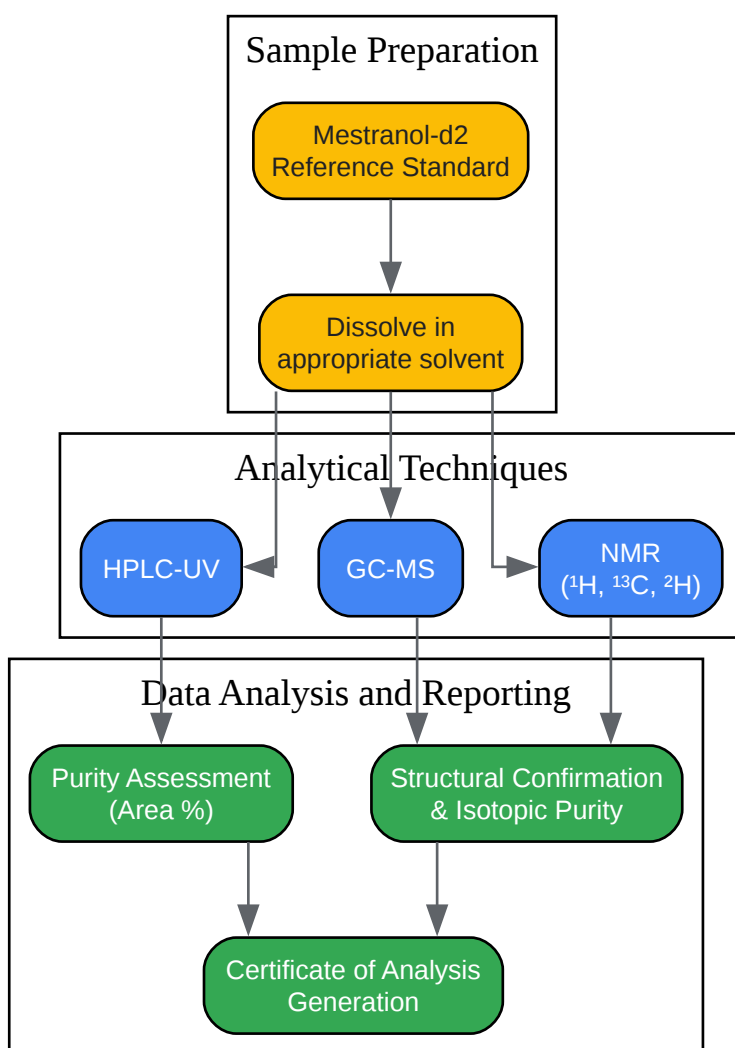 Sample Preparation
Mestranol-d2
Reference Standard
Dissolve in
appropriate solvent
Analytical Techniques
HPLC-UV
GC-MS
NMR
(¹H, ¹³C, ²H)
Data Analysis and Reporting
Purity Assessment
(Area %)
Structural Confirmation
& Isotopic Purity
Certificate of Analysis
Generation